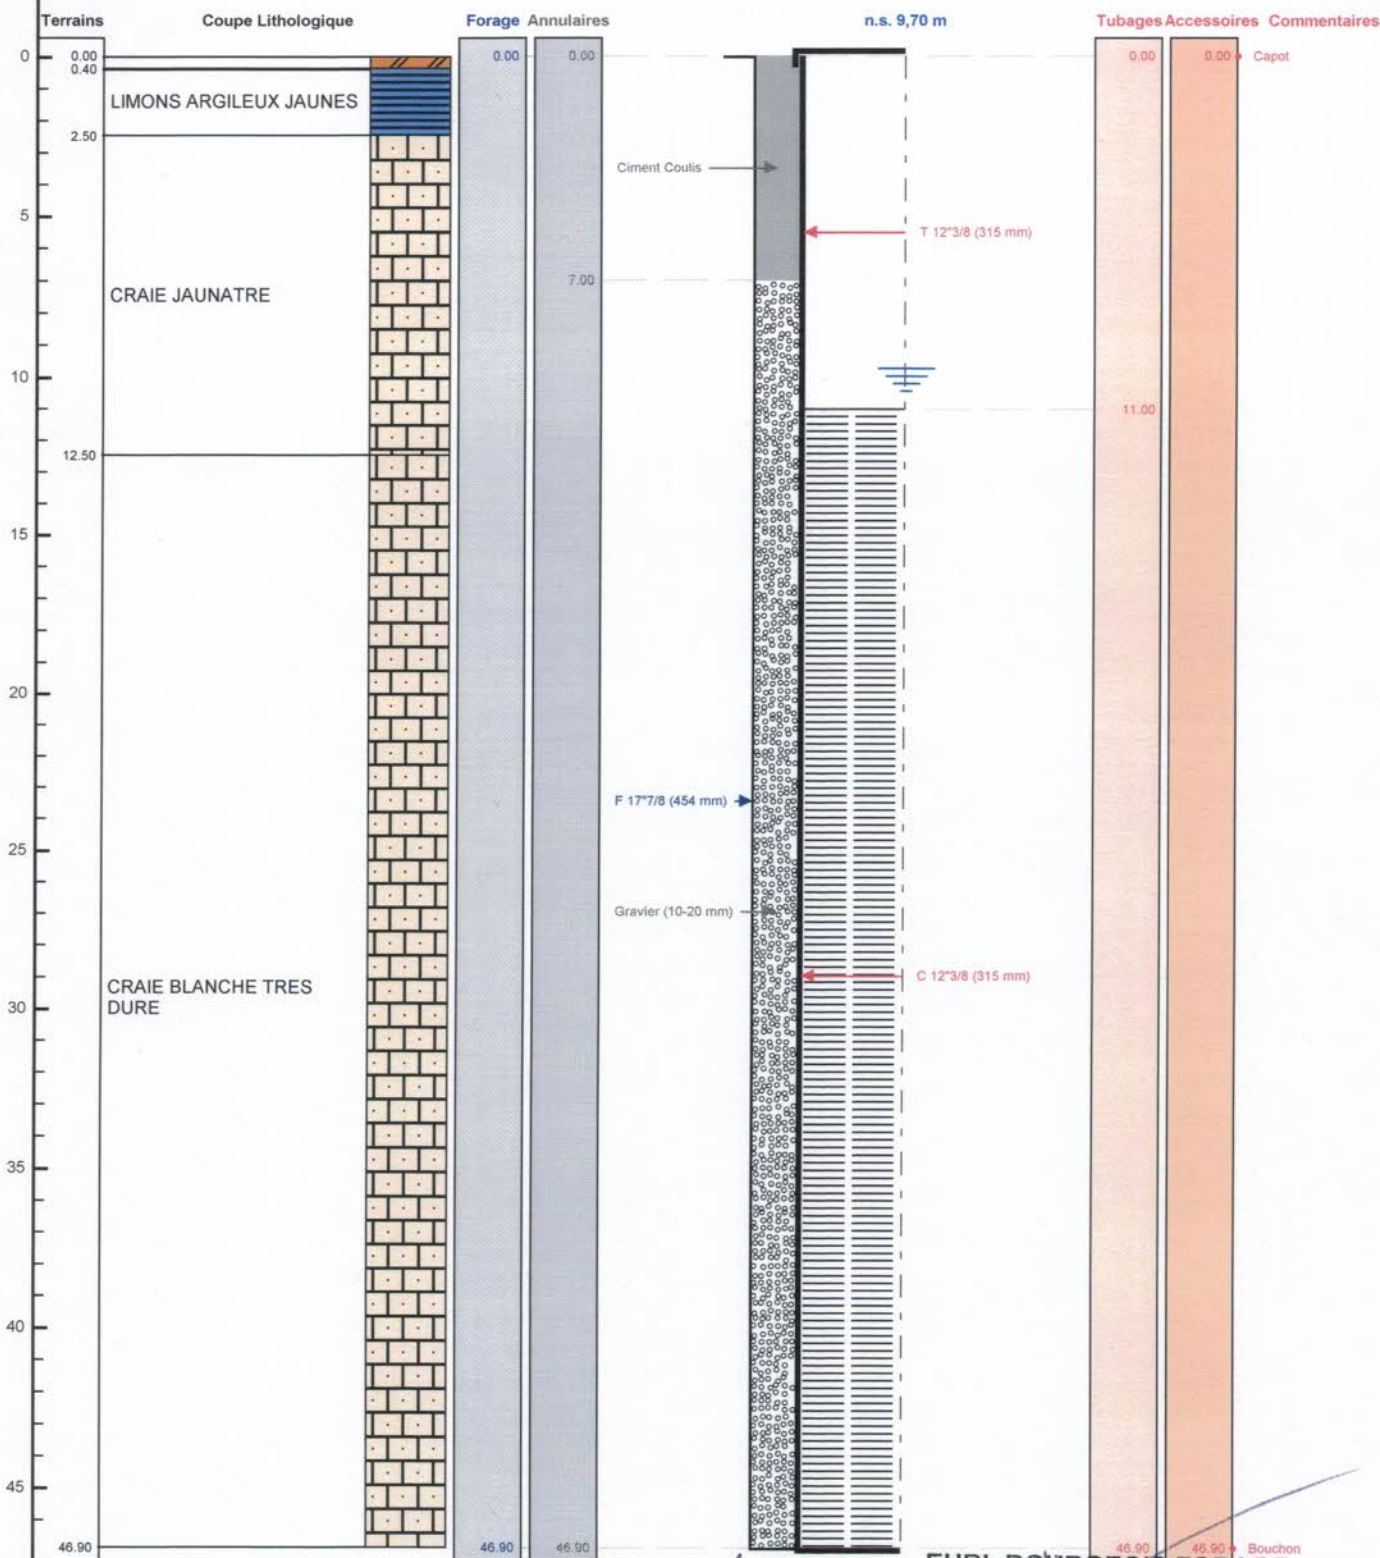 Terrains Coupe Lithologique Forage Annulaires n.s. 9,70 m Tubages Accessoires Commentaires
0 0.00 0.00 0.00 0.00 0.00 Capot
0.40
LIMONS ARGILEUX JAUNES
2.50
Ciment Coulis
5
T 12"3/8 (315 mm)
7.00
CRAIE JAUNATRE
10
11.00
12.50
15
20
F 17"7/8 (454 mm)
25
Gravier (10-20 mm)
C 12"3/8 (315 mm)
CRAIE BLANCHE TRES
DURE
30
35
40
45
46.90 46.90 46.90 46.90 46.90 Bouchon
EURL